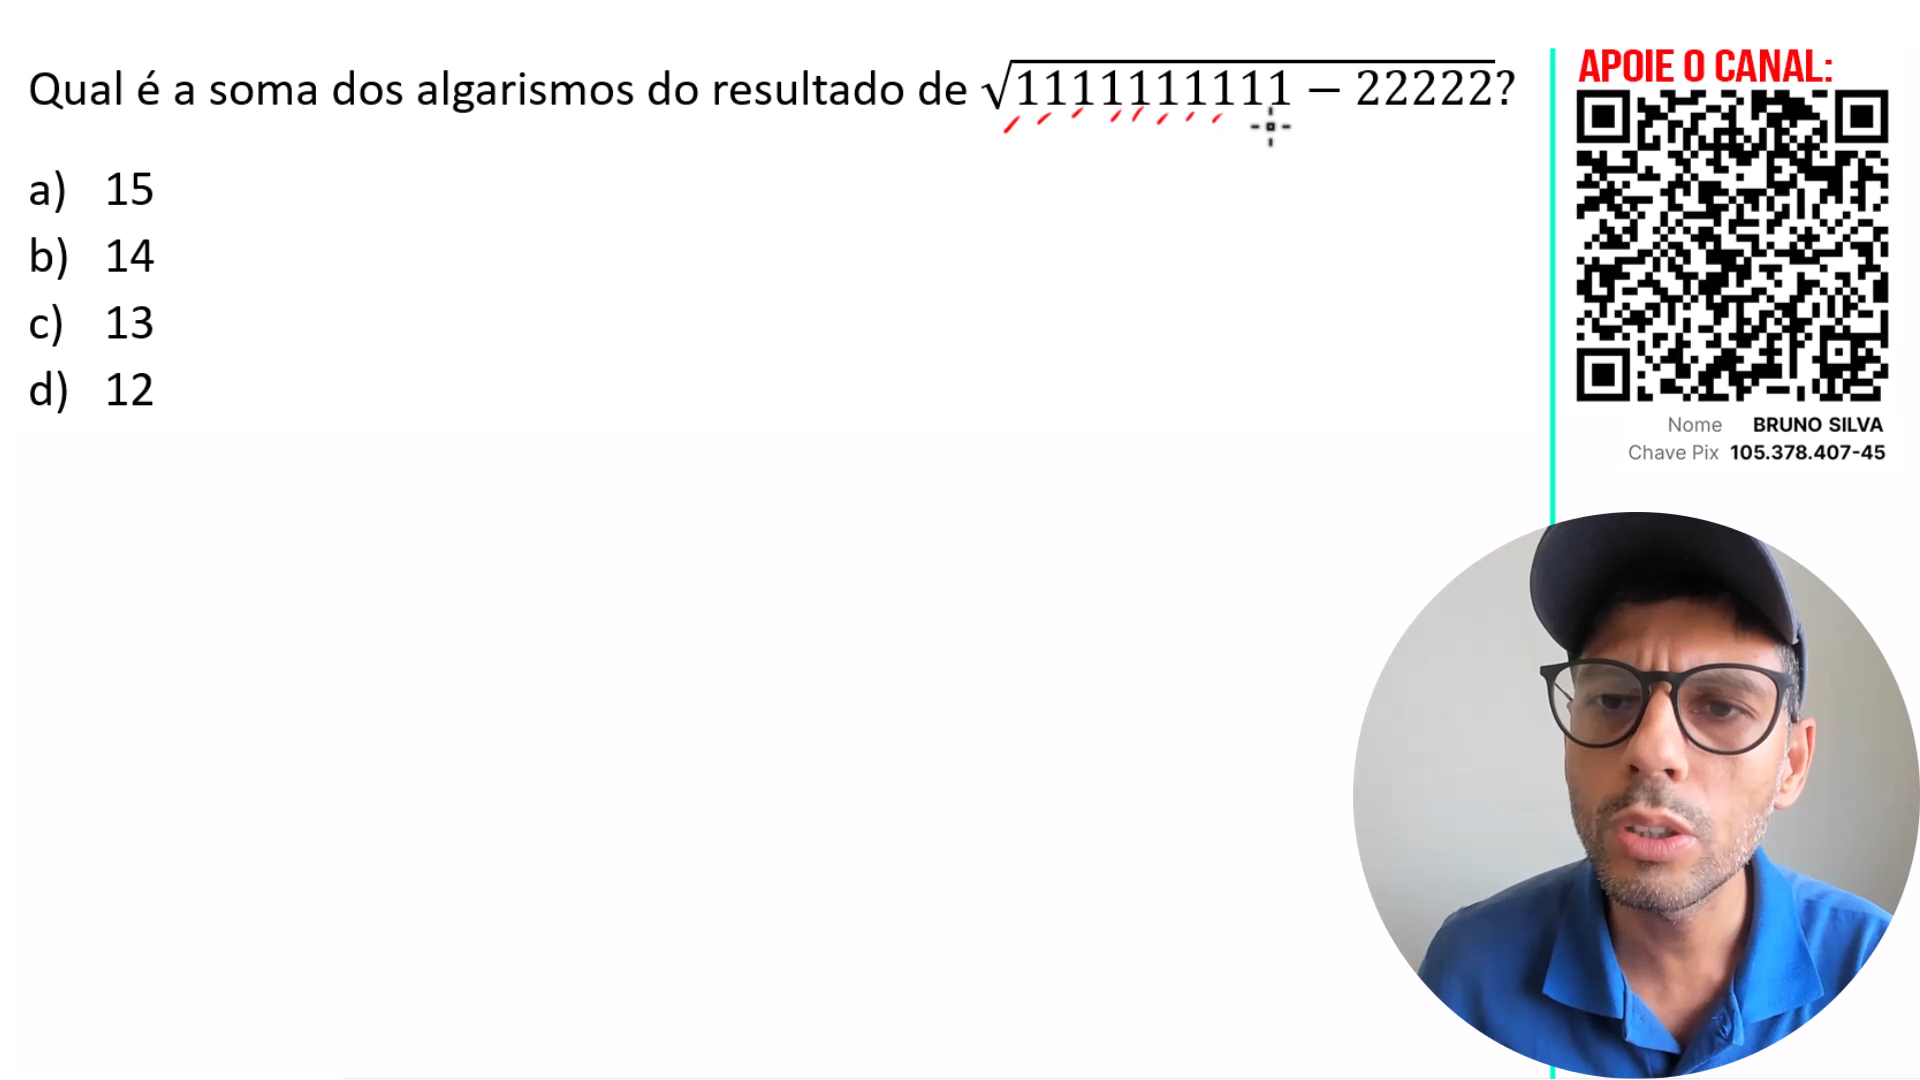 Qual é a soma dos algarismos do resultado de √1111111111 − 22222?
a) 15
b) 14
c) 13
d) 12
APOIE O CANAL:
Nome BRUNO SILVA
Chave Pix 105.378.407-45